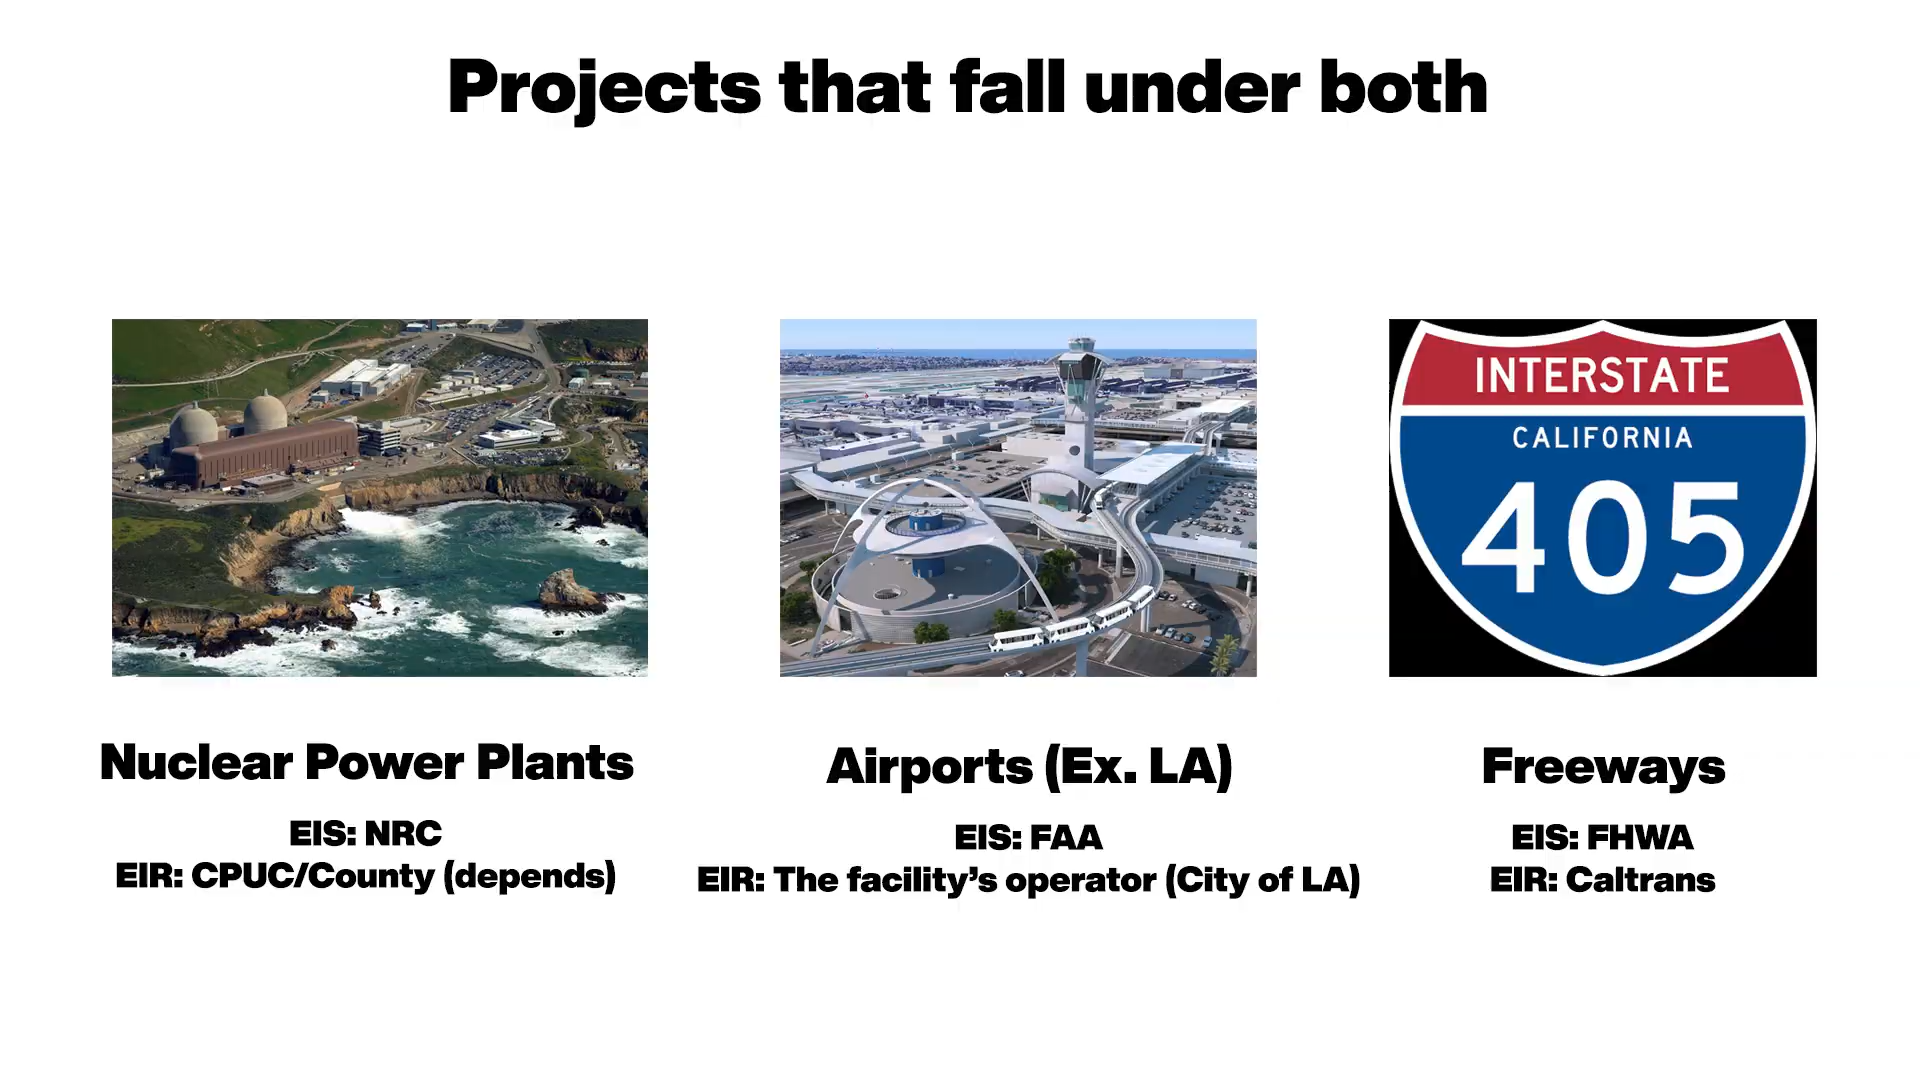 Projects that fall under both
INTERSTATE
CALIFORNIA
405
Nuclear Power Plants
EIS: NRC
EIR: CPUC/County (depends)
Airports (Ex. LA)
EIS: FAA
EIR: The facility’s operator (City of LA)
Freeways
EIS: FHWA
EIR: Caltrans